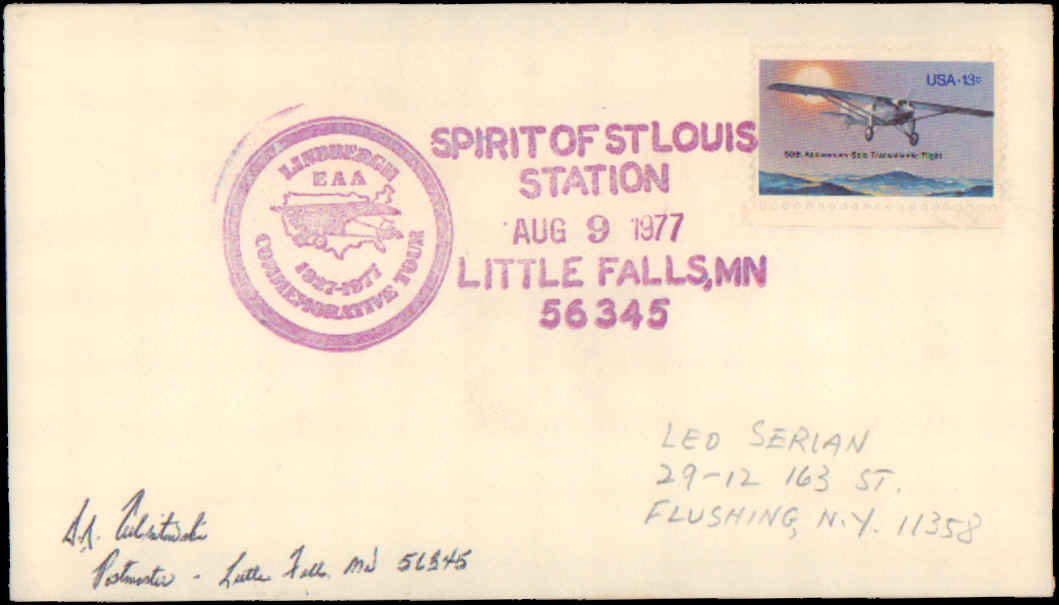 LINDBERGH
EAA
1927-1977
COMMEMORATIVE TOUR
SPIRIT OF ST LOUIS
STATION
AUG 9 1977
LITTLE FALLS, MN
56345
USA·13c
50th Anniversary Solo Transatlantic Flight
LEO SERIAN
29-12 163 ST.
FLUSHING, N.Y. 11358
Postmaster - Little Falls, MN 56345